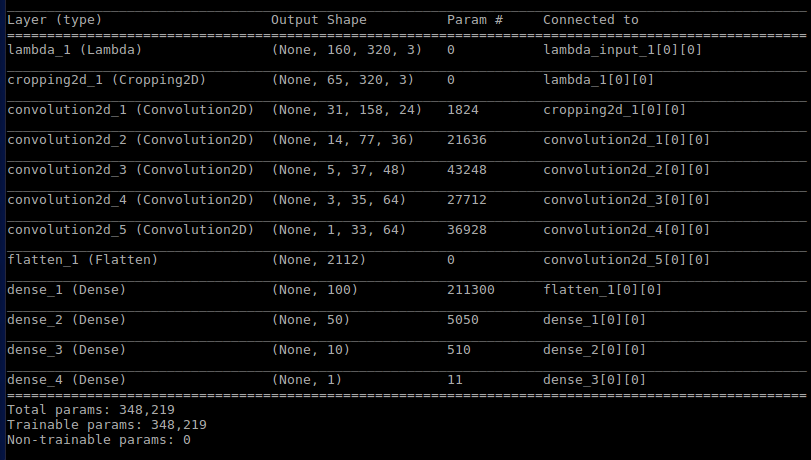 Layer (type) Output Shape Param # Connected to
lambda_1 (Lambda) (None, 160, 320, 3) 0 lambda_input_1[0][0]
cropping2d_1 (Cropping2D) (None, 65, 320, 3) 0 lambda_1[0][0]
convolution2d_1 (Convolution2D) (None, 31, 158, 24) 1824 cropping2d_1[0][0]
convolution2d_2 (Convolution2D) (None, 14, 77, 36) 21636 convolution2d_1[0][0]
convolution2d_3 (Convolution2D) (None, 5, 37, 48) 43248 convolution2d_2[0][0]
convolution2d_4 (Convolution2D) (None, 3, 35, 64) 27712 convolution2d_3[0][0]
convolution2d_5 (Convolution2D) (None, 1, 33, 64) 36928 convolution2d_4[0][0]
flatten_1 (Flatten) (None, 2112) 0 convolution2d_5[0][0]
dense_1 (Dense) (None, 100) 211300 flatten_1[0][0]
dense_2 (Dense) (None, 50) 5050 dense_1[0][0]
dense_3 (Dense) (None, 10) 510 dense_2[0][0]
dense_4 (Dense) (None, 1) 11 dense_3[0][0]
Total params: 348,219
Trainable params: 348,219
Non-trainable params: 0